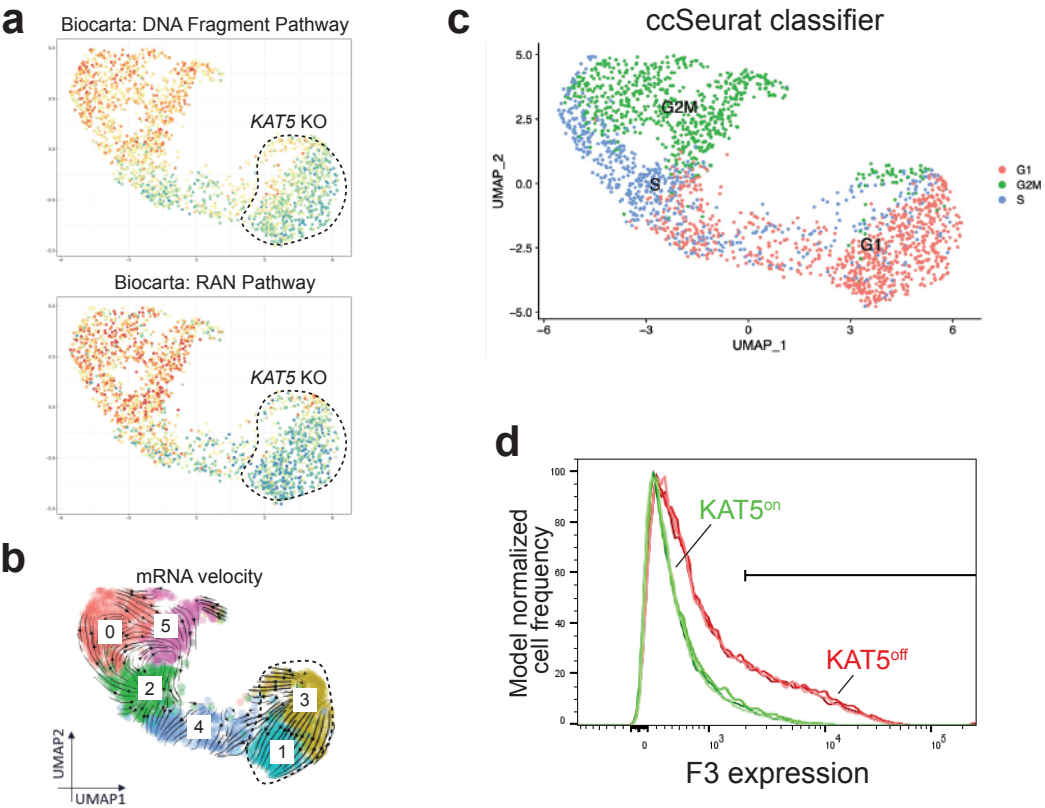 a
Biocarta: DNA Fragment Pathway
KAT5 KO
Biocarta: RAN Pathway
KAT5 KO
b
mRNA velocity
0
5
2
4
3
1
UMAP2
UMAP1
c
ccSeurat classifier
5.0
2.5
0.0
−2.5
−5.0
UMAP_2
−6
−3
0
3
6
UMAP_1
G2M
S
G1
G1
G2M
S
d
100
80
60
40
20
0
Model normalized
cell frequency
KAT5on
KAT5off
0
103
104
105
F3 expression